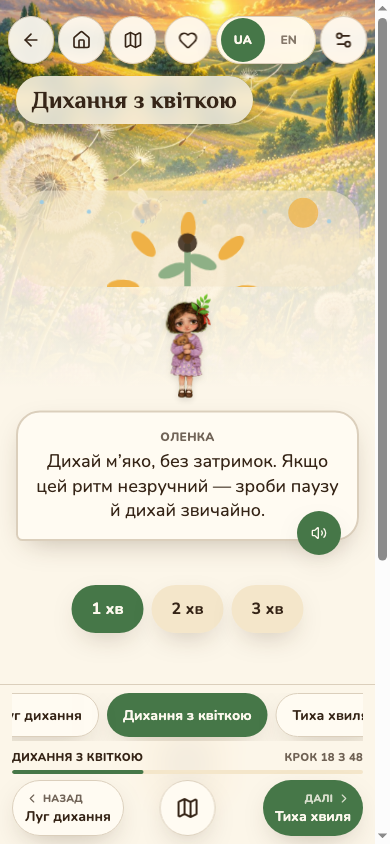 UA EN
Дихання з квіткою
ОЛЕНКА
Дихай м’яко, без затримок. Якщо
цей ритм незручний — зроби паузу
й дихай звичайно.
1 хв 2 хв 3 хв
уг дихання Дихання з квіткою Тиха хвиля
ДИХАННЯ З КВІТКОЮ КРОК 18 З 48
НАЗАД ДАЛІ
Луг дихання Тиха хвиля